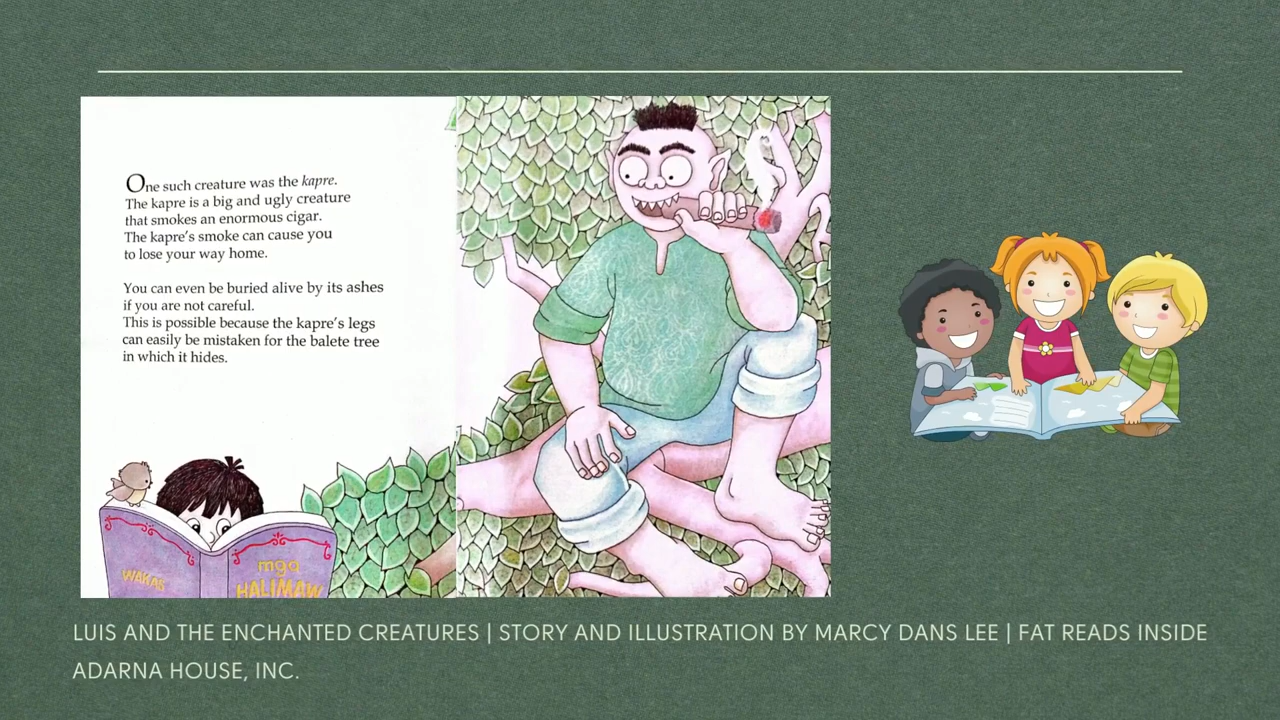 One such creature was the kapre.
The kapre is a big and ugly creature
that smokes an enormous cigar.
The kapre's smoke can cause you
to lose your way home.
You can even be buried alive by its ashes
if you are not careful.
This is possible because the kapre's legs
can easily be mistaken for the balete tree
in which it hides.
WAKAS
mga
HALIMAW
LUIS AND THE ENCHANTED CREATURES | STORY AND ILLUSTRATION BY MARCY DANS LEE | FAT READS INSIDE
ADARNA HOUSE, INC.